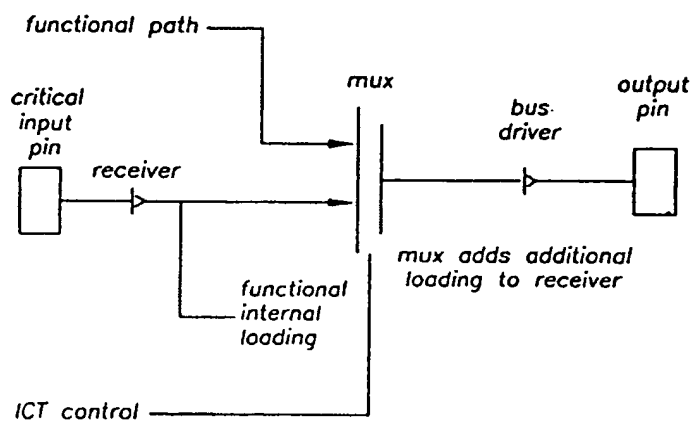 functional path
mux
critical
input
pin
bus-
driver
output
pin
receiver
mux adds additional
loading to receiver
functional
internal
loading
ICT control